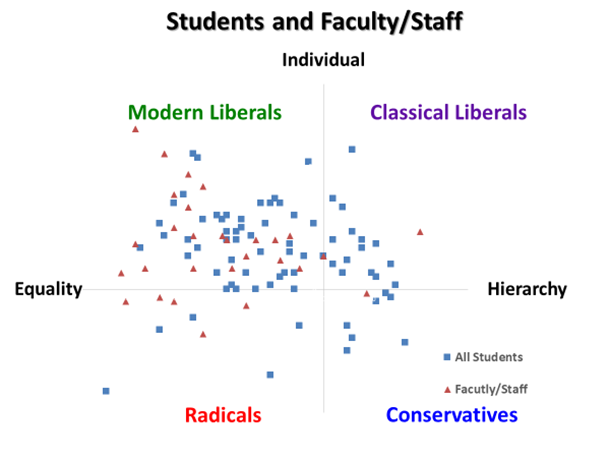 Students and Faculty/Staff
Individual
Modern Liberals
Classical Liberals
Equality
Hierarchy
All Students
Facutly/Staff
Radicals
Conservatives